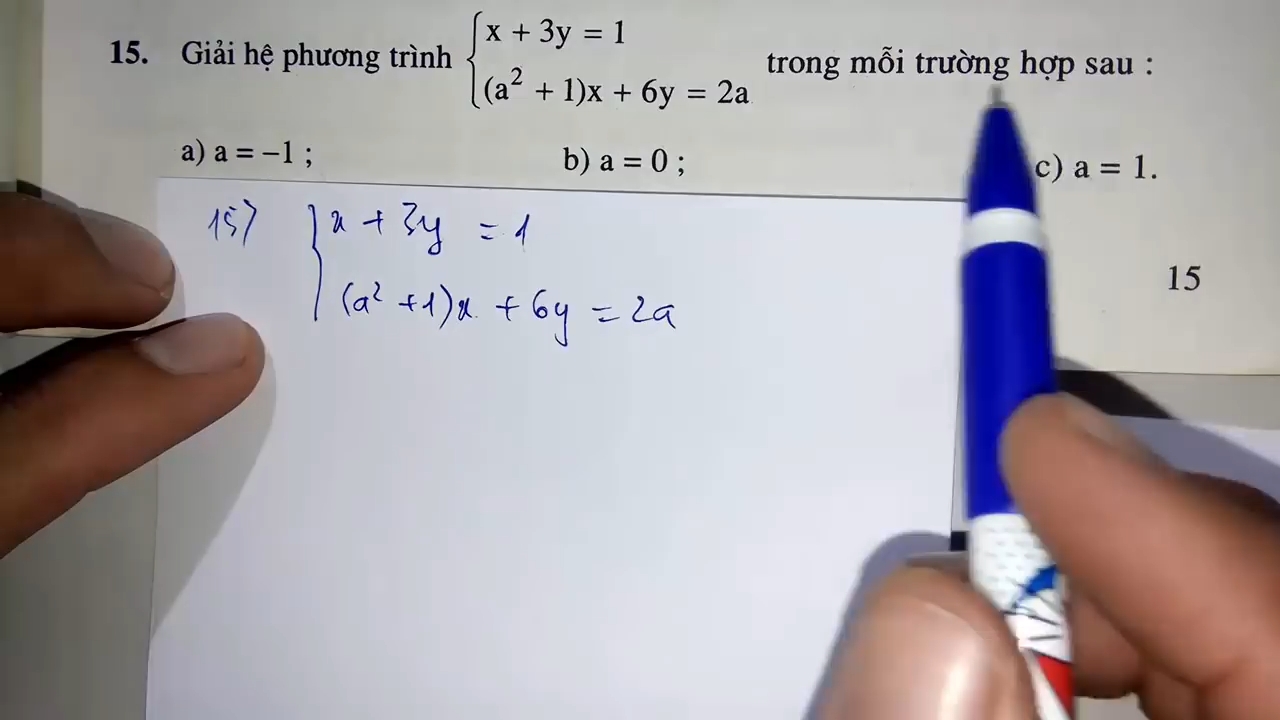 15. Giải hệ phương trình { x + 3y = 1
(a² + 1)x + 6y = 2a trong mỗi trường hợp sau :
a) a = –1 ; b) a = 0 ; c) a = 1.
15
15) { x + 3y = 1
(a² + 1)x + 6y = 2a